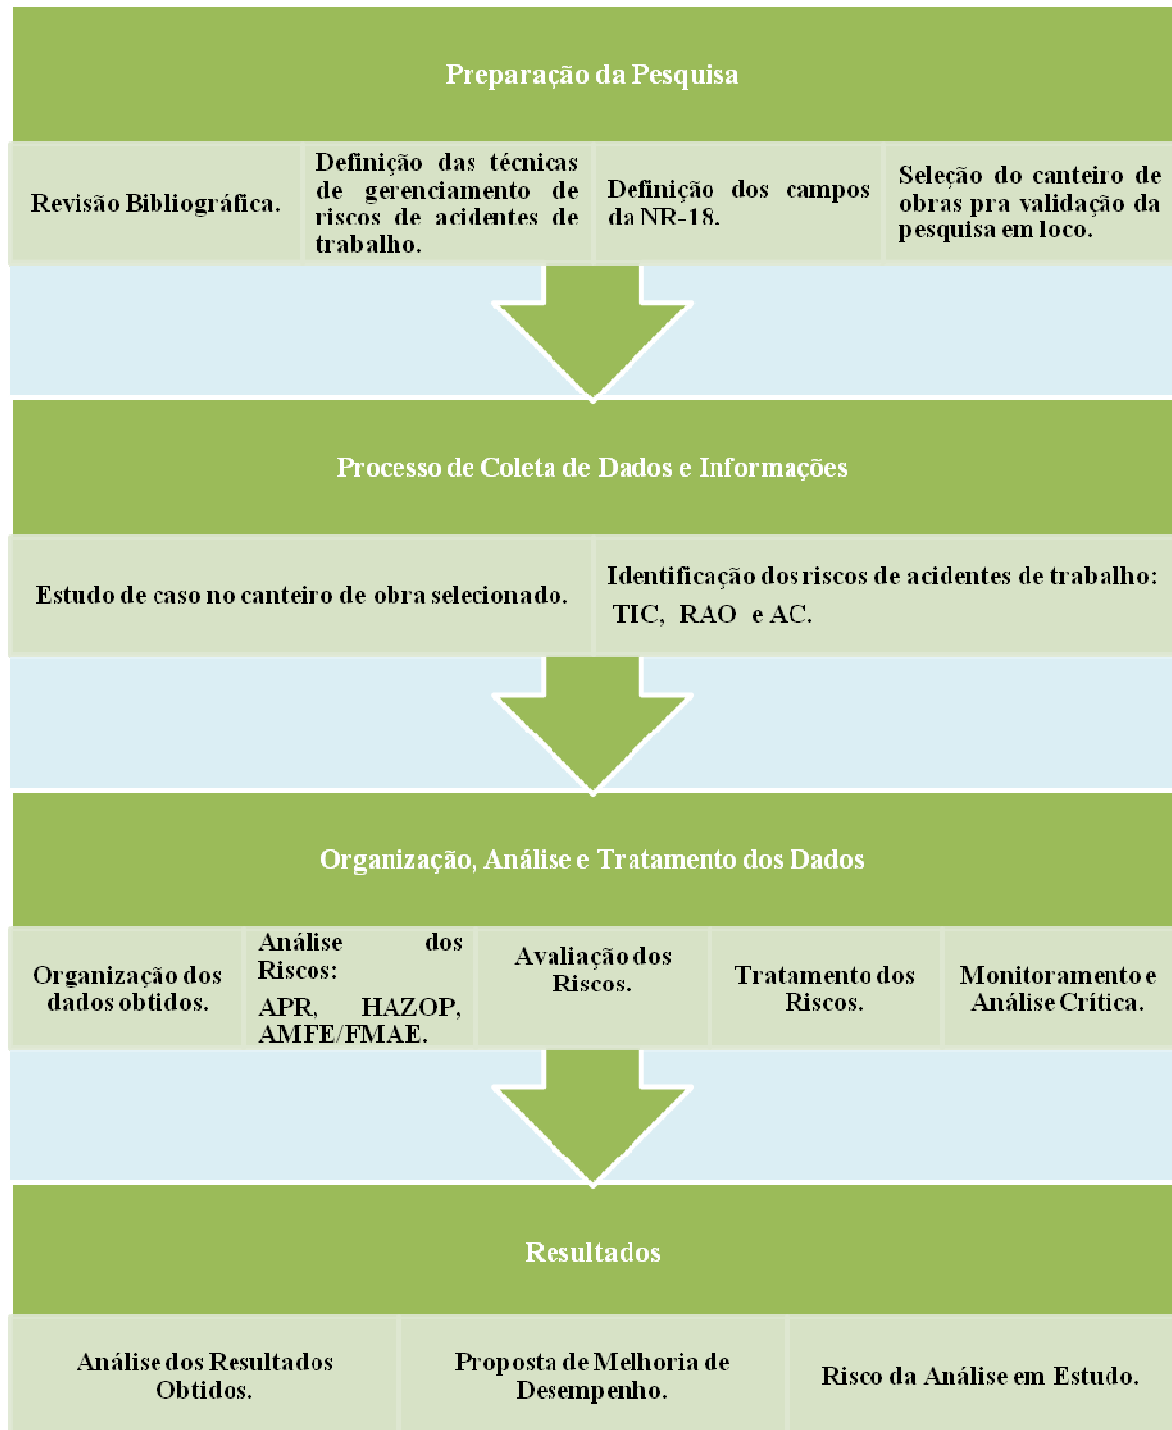 Preparação da Pesquisa
Revisão Bibliográfica.
Definição das técnicas
de gerenciamento de
riscos de acidentes de
trabalho.
Definição dos campos
da NR-18.
Seleção do canteiro de
obras pra validação da
pesquisa em loco.
Processo de Coleta de Dados e Informações
Estudo de caso no canteiro de obra selecionado.
Identificação dos riscos de acidentes de trabalho:
TIC, RAO e AC.
Organização, Análise e Tratamento dos Dados
Organização dos
dados obtidos.
Análise dos
Riscos:
APR, HAZOP,
AMFE/FMAE.
Avaliação dos
Riscos.
Tratamento dos
Riscos.
Monitoramento e
Análise Crítica.
Resultados
Análise dos Resultados
Obtidos.
Proposta de Melhoria de
Desempenho.
Risco da Análise em Estudo.